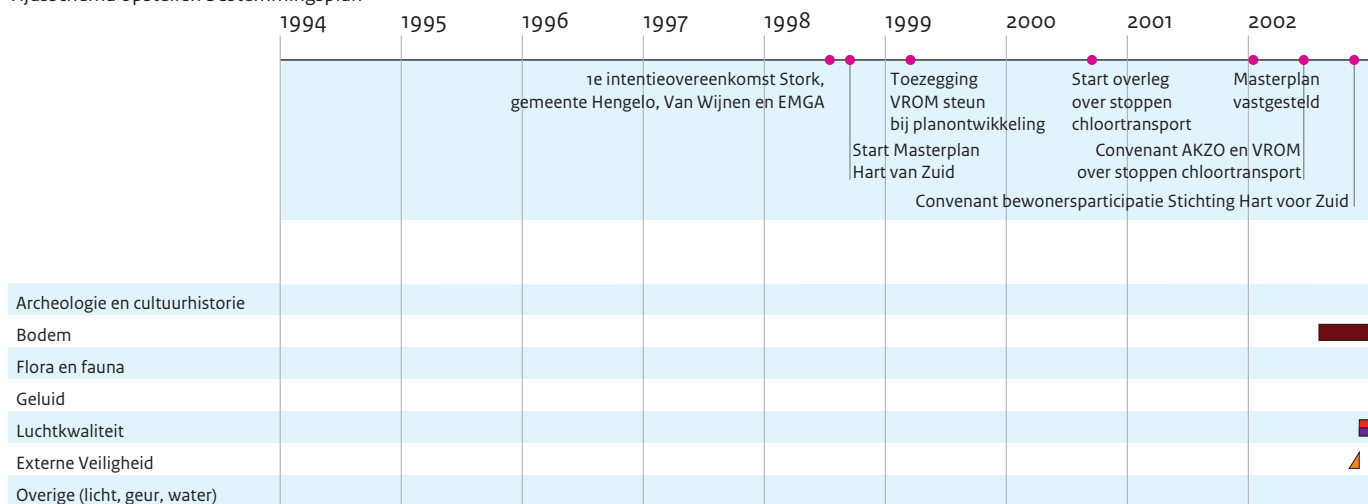 Tijdsschema opstellen bestemmingsplan
1994 1995 1996 1997 1998 1999 2000 2001 2002
1e intentieovereenkomst Stork,
gemeente Hengelo, Van Wijnen en EMGA
Toezegging
VROM steun
bij planontwikkeling
Start overleg
over stoppen
chloortransport
Masterplan
vastgesteld
Start Masterplan
Hart van Zuid
Convenant AKZO en VROM
over stoppen chloortransport
Convenant bewonersparticipatie Stichting Hart voor Zuid
Archeologie en cultuurhistorie
Bodem
Flora en fauna
Geluid
Luchtkwaliteit
Externe Veiligheid
Overige (licht, geur, water)